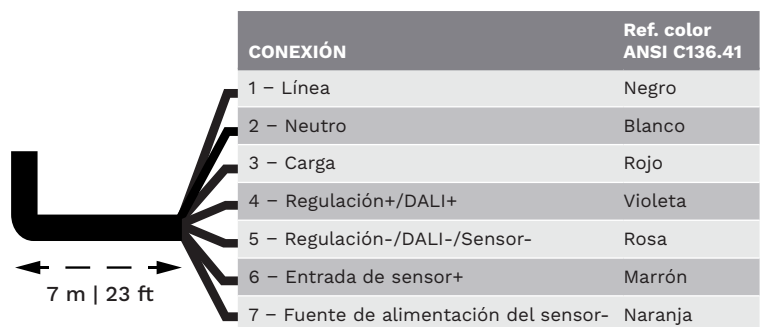 CONEXIÓN Ref. color ANSI C136.41
1 – Línea Negro
2 – Neutro Blanco
3 – Carga Rojo
4 – Regulación+/DALI+ Violeta
5 – Regulación-/DALI-/Sensor- Rosa
6 – Entrada de sensor+ Marrón
7 – Fuente de alimentación del sensor- Naranja
7 m | 23 ft